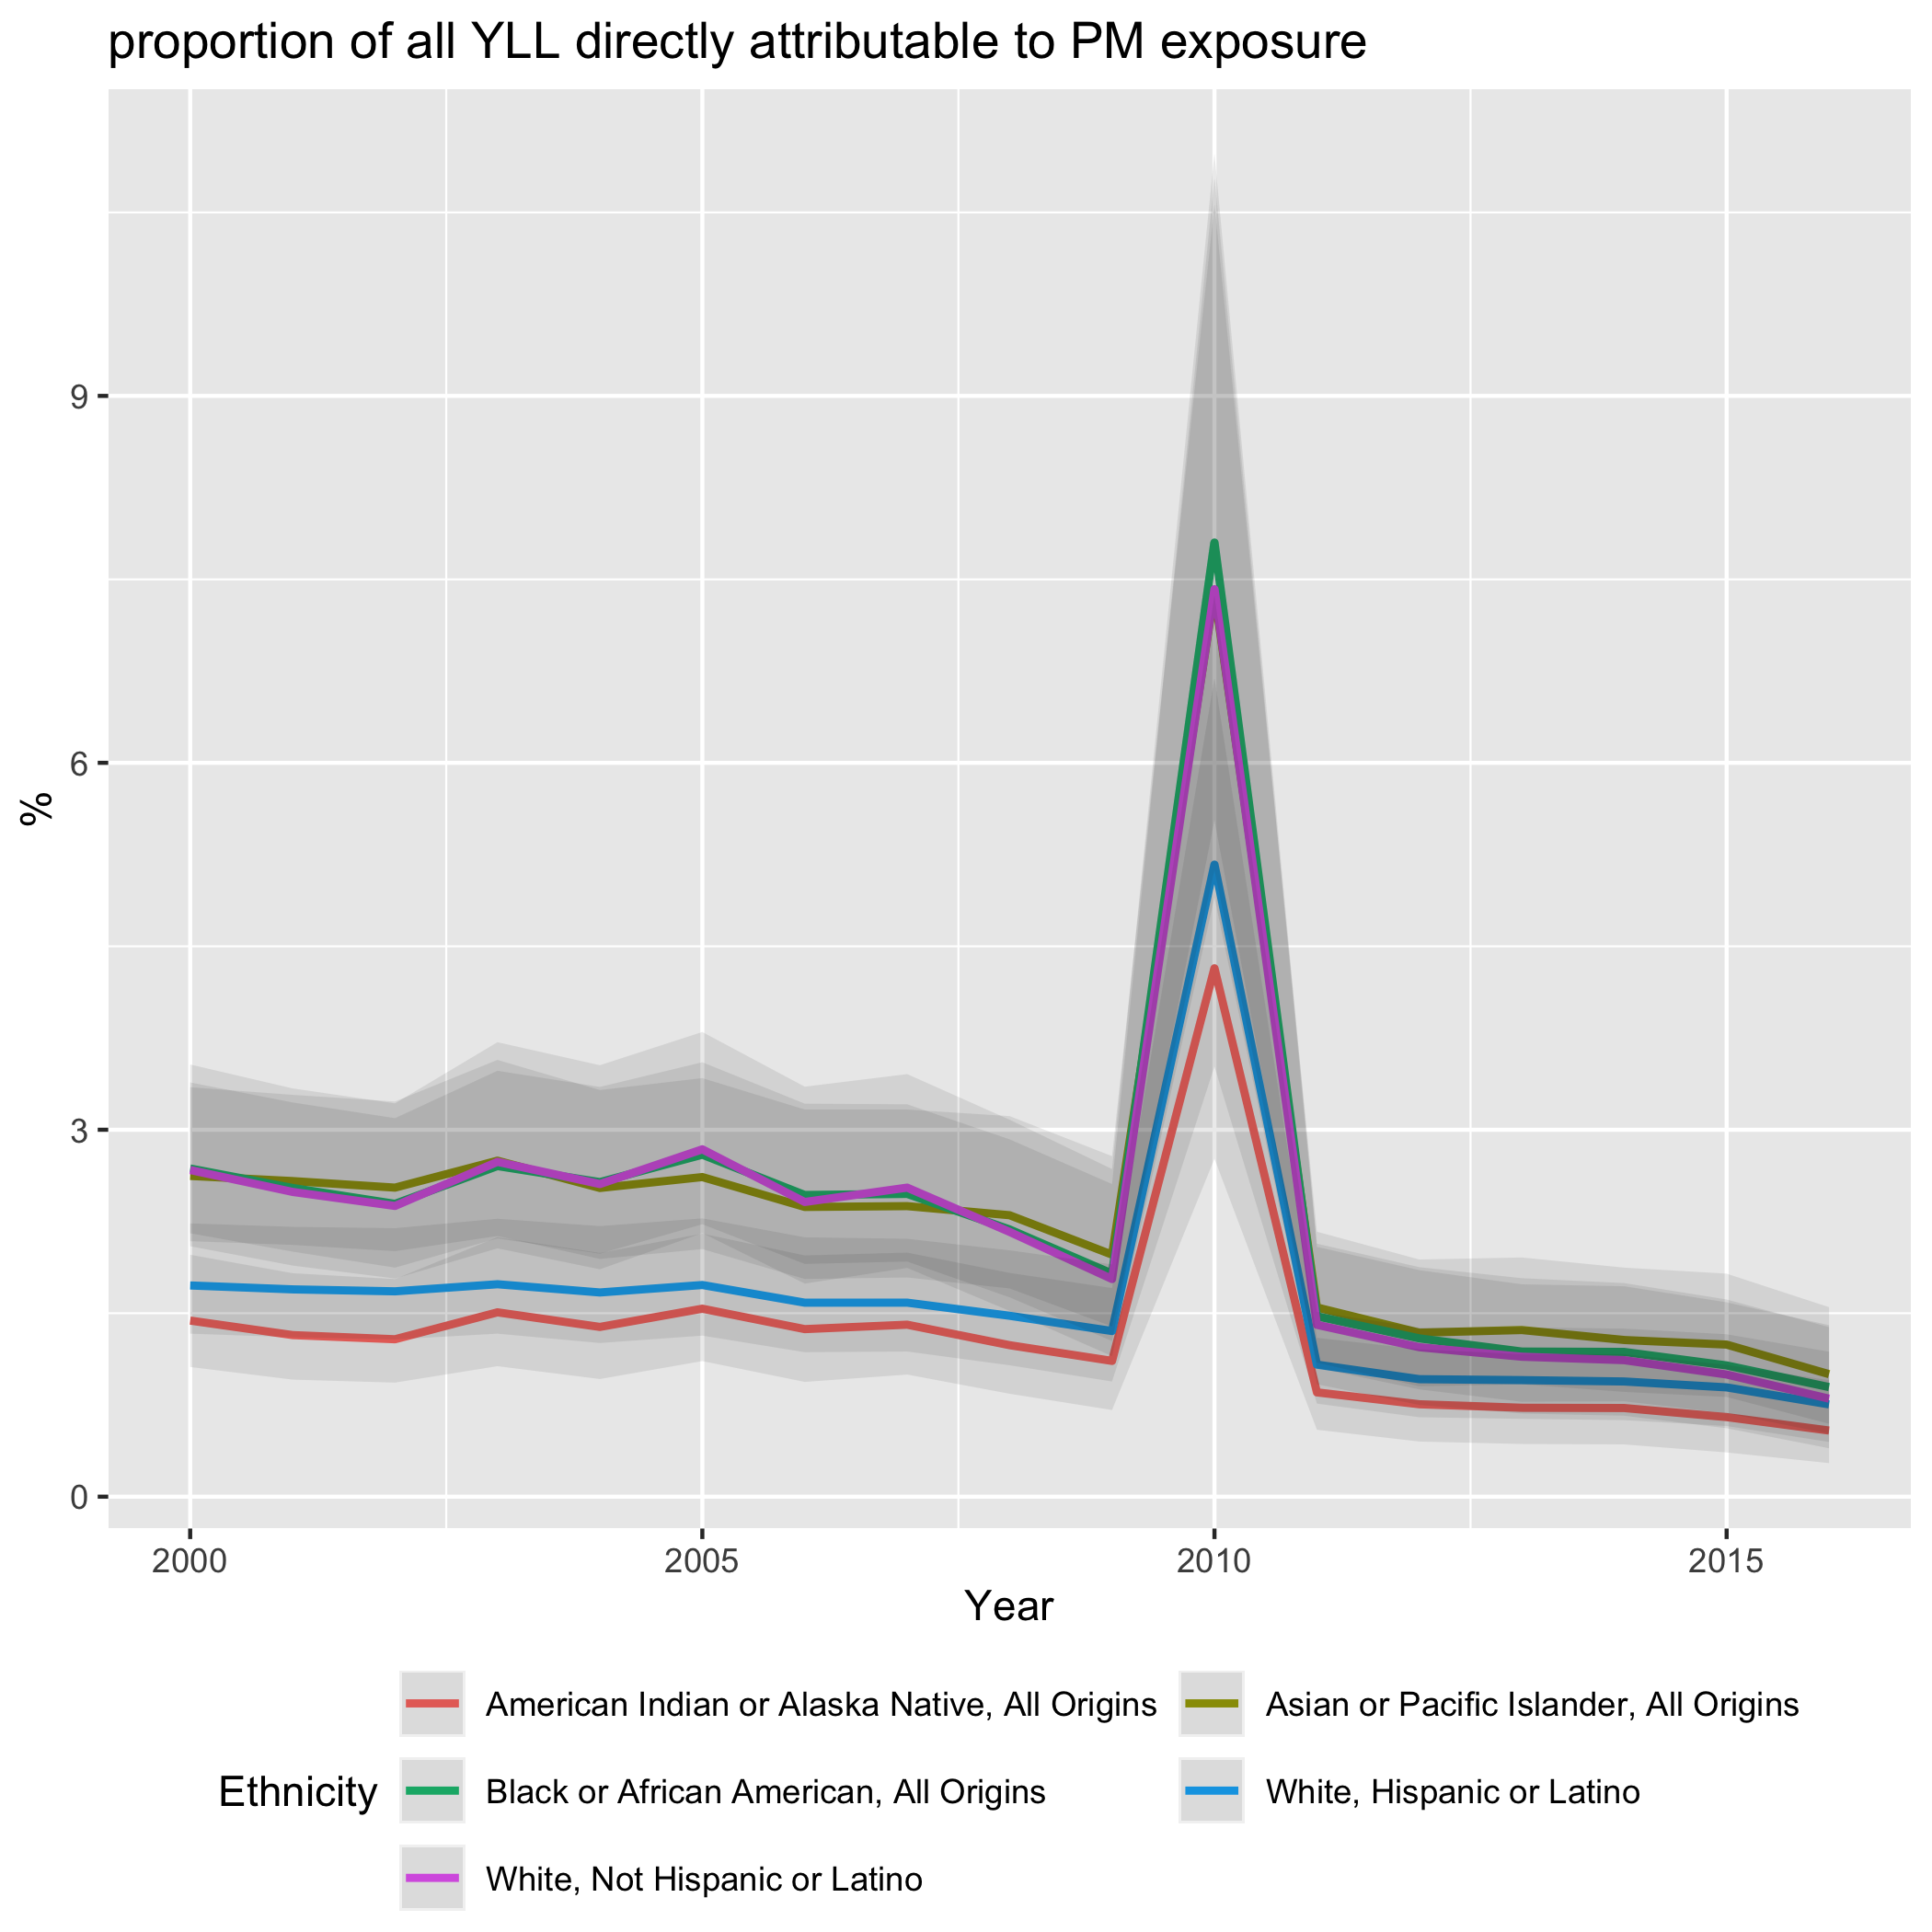 proportion of all YLL directly attributable to PM exposure
%
9
6
3
0
2000 2005 2010 2015
Year
Ethnicity
American Indian or Alaska Native, All Origins
Asian or Pacific Islander, All Origins
Black or African American, All Origins
White, Hispanic or Latino
White, Not Hispanic or Latino